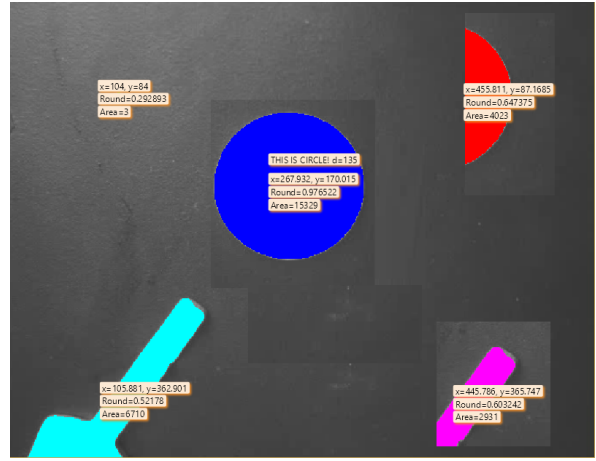 x=104, y=84
Round=0.292893
Area=3
x=455.811, y=87.1685
Round=0.647375
Area=4023
THIS IS CIRCLE! d=135
x=267.932, y=170.015
Round=0.976522
Area=15329
x=105.881, y=362.901
Round=0.52178
Area=6710
x=445.786, y=365.747
Round=0.603242
Area=2931